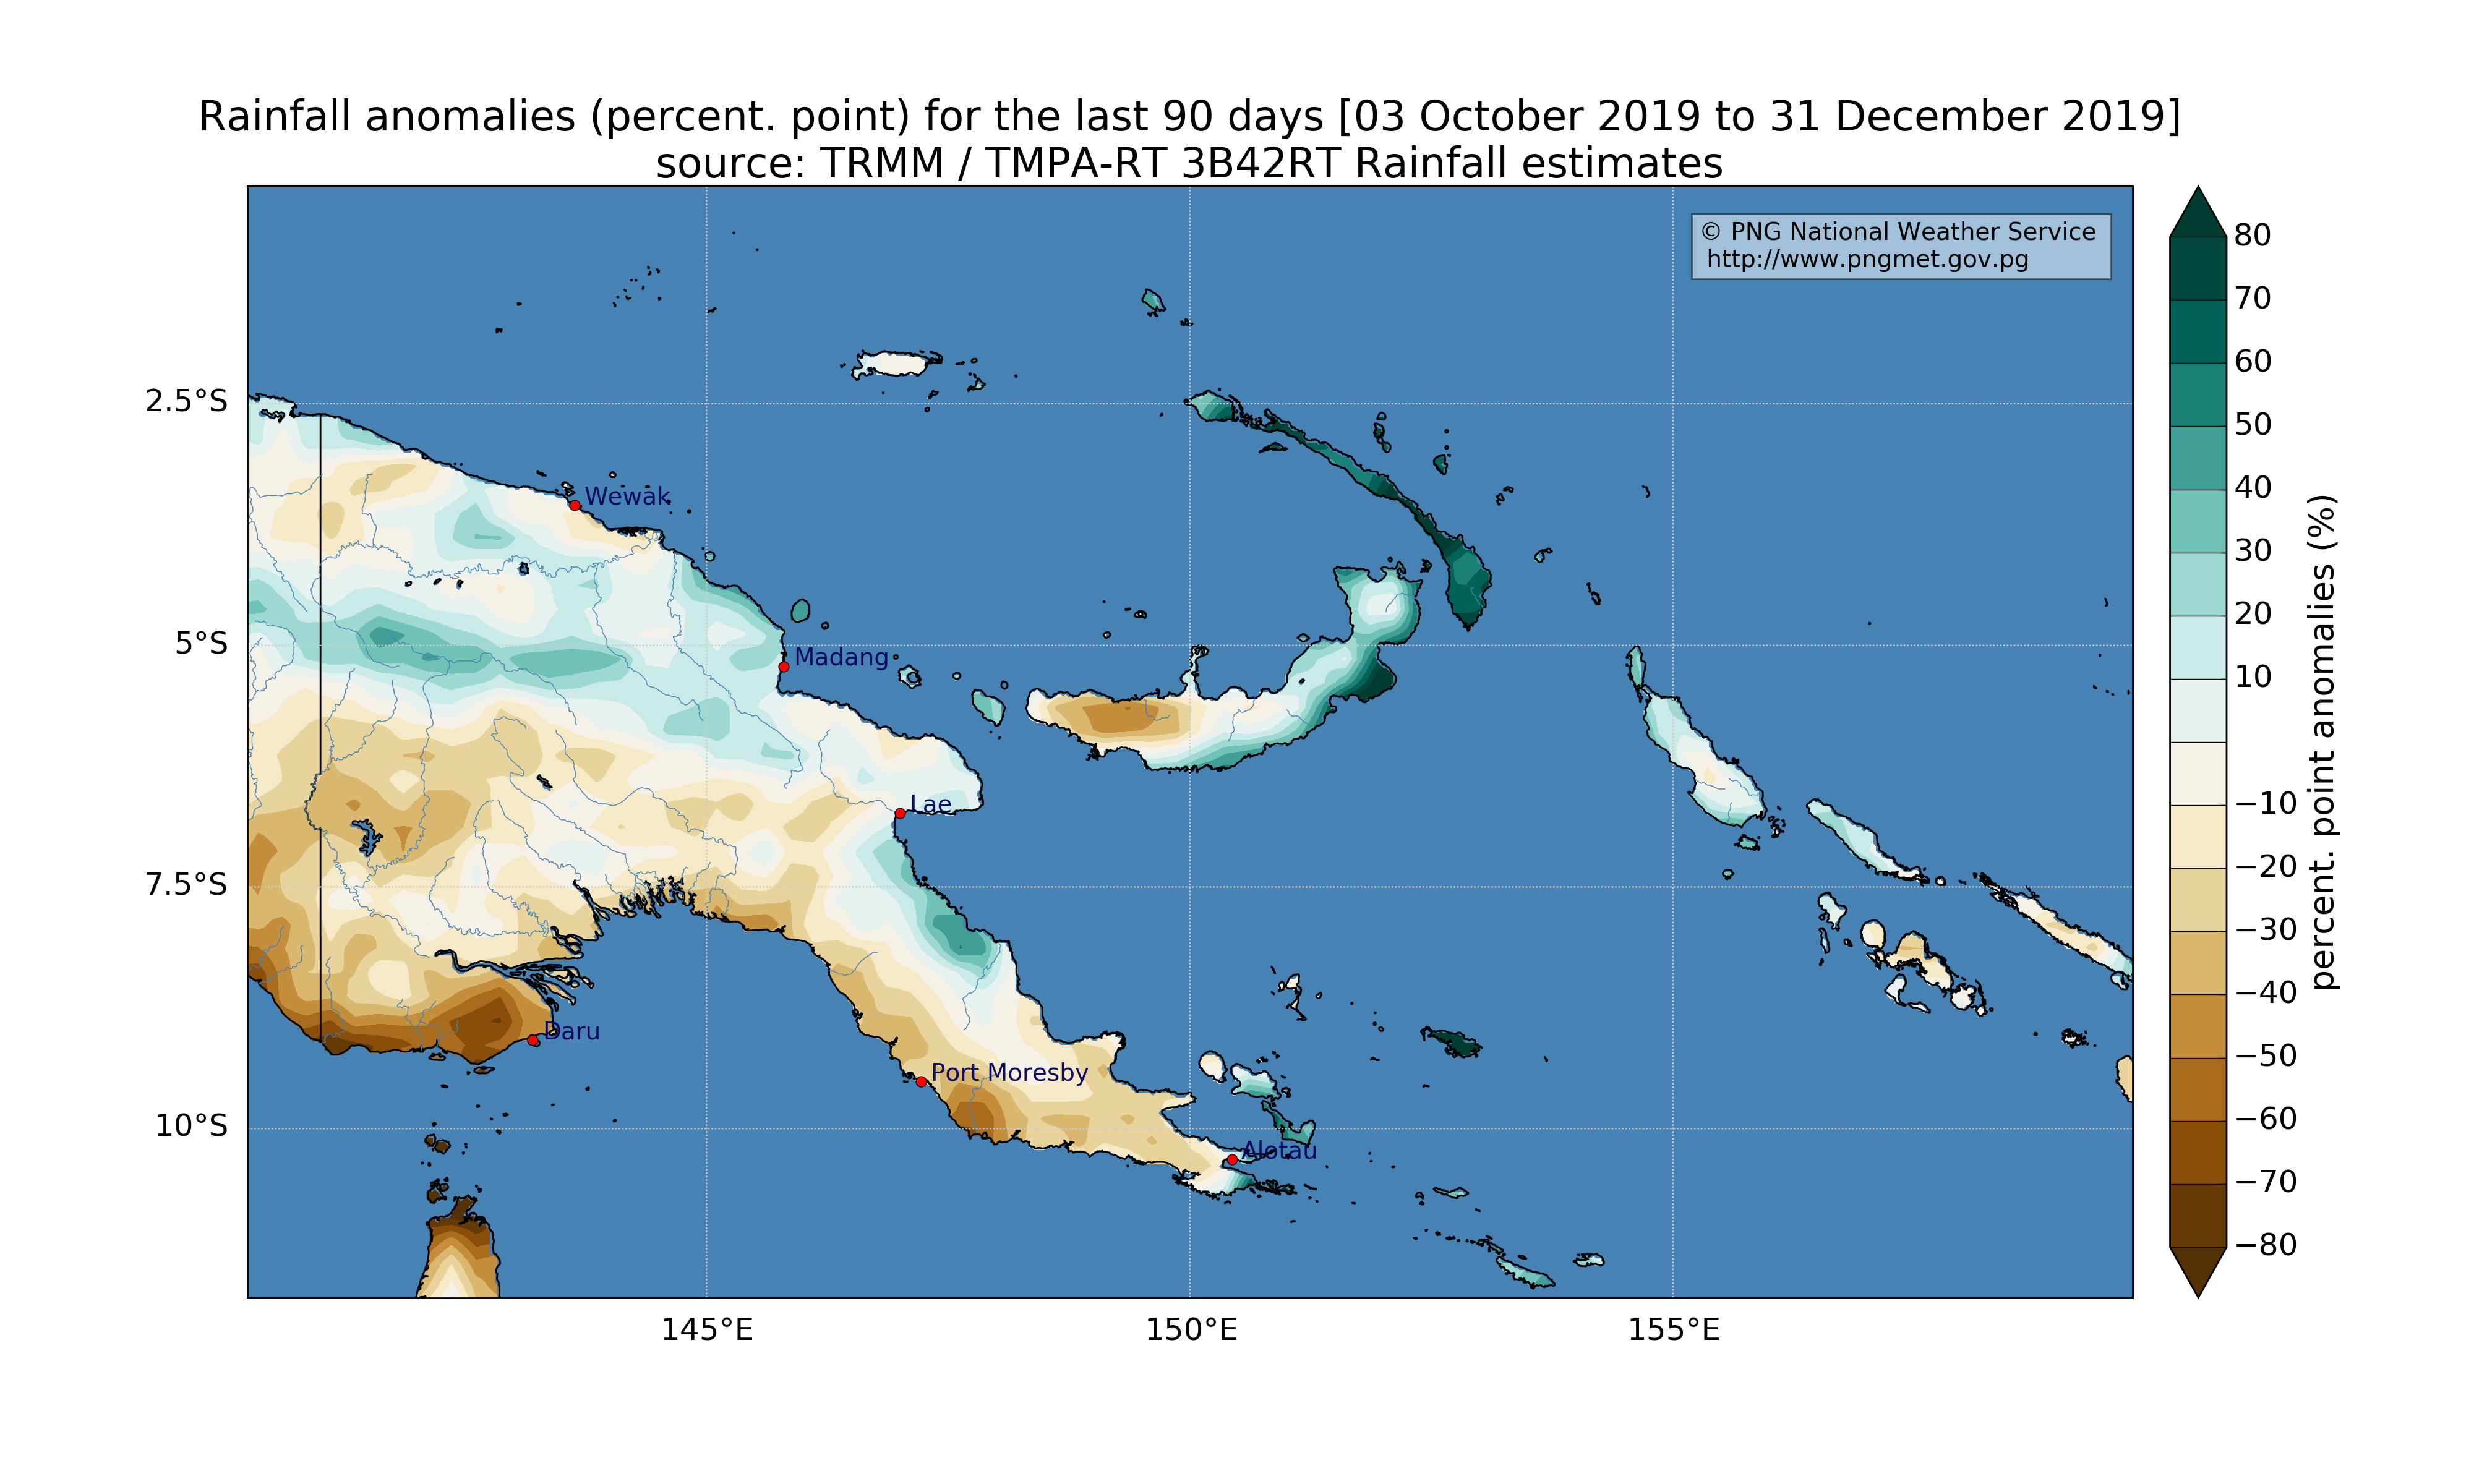 Rainfall anomalies (percent. point) for the last 90 days [03 October 2019 to 31 December 2019]
source: TRMM / TMPA-RT 3B42RT Rainfall estimates
© PNG National Weather Service
http://www.pngmet.gov.pg
2.5°S
5°S
7.5°S
10°S
Wewak
Madang
Lae
Daru
Port Moresby
Alotau
145°E
150°E
155°E
80
70
60
50
40
30
20
10
−10
−20
−30
−40
−50
−60
−70
−80
percent. point anomalies (%)